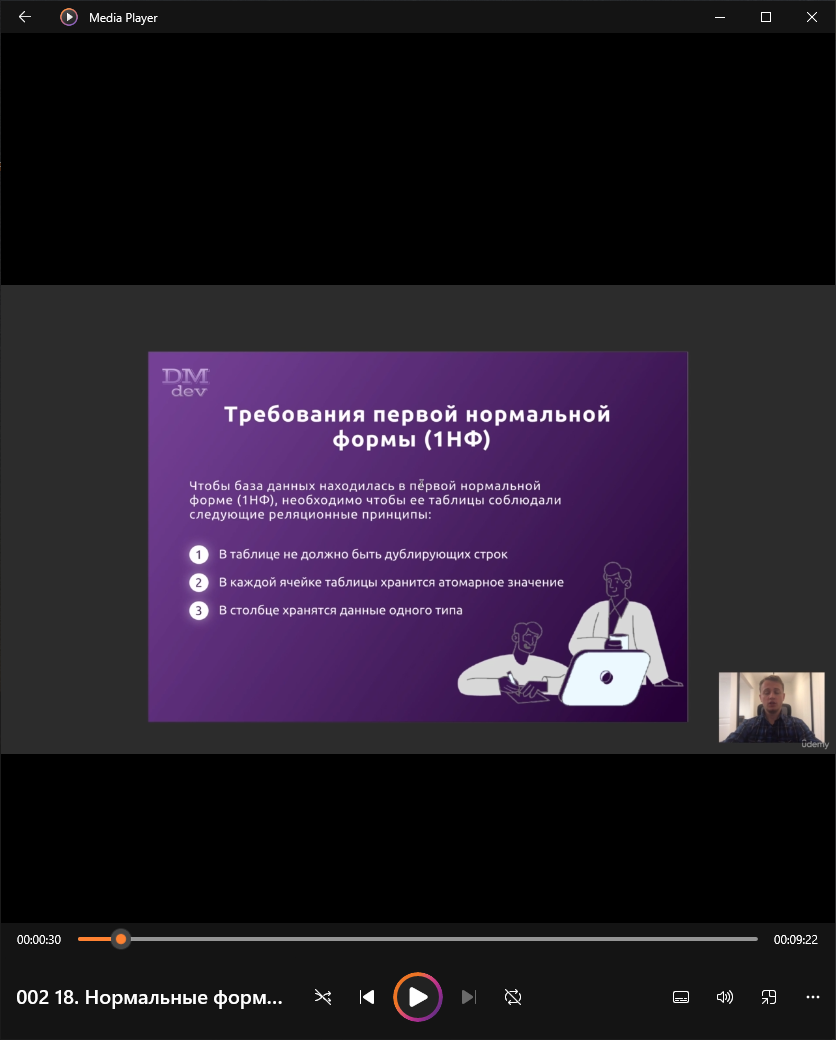 Media Player
DM
dev
Требования первой нормальной
формы (1НФ)
Чтобы база данных находилась в первой нормальной
форме (1НФ), необходимо чтобы ее таблицы соблюдали
следующие реляционные принципы:
1 В таблице не должно быть дублирующих строк
2 В каждой ячейке таблицы хранится атомарное значение
3 В столбце хранятся данные одного типа
udemy
00:00:30
00:09:22
002 18. Нормальные форм...